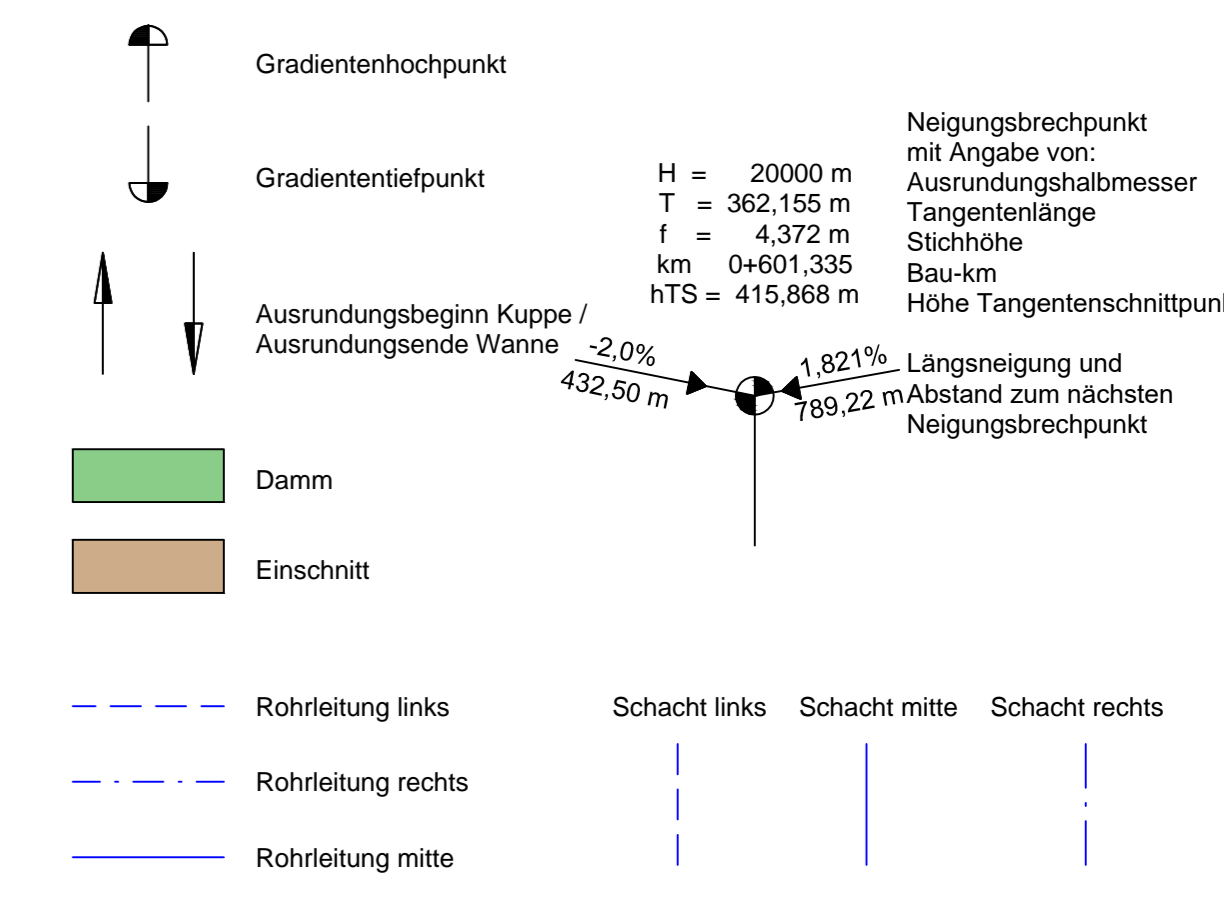 Gradientenhochpunkt
Gradiententiefpunkt
Ausrundungsbeginn Kuppe /
Ausrundungsende Wanne
H = 20000 m
T = 362,155 m
f = 4,372 m
km 0+601,335
hTS = 415,868 m
Neigungsbrechpunkt
mit Angabe von:
Ausrundungshalbmesser
Tangentenlänge
Stichhöhe
Bau-km
Höhe Tangentenschnittpun
-2,0%
432,50 m
1,821%
789,22 m
Längsneigung und
Abstand zum nächsten
Neigungsbrechpunkt
Damm
Einschnitt
Rohrleitung links
Rohrleitung rechts
Rohrleitung mitte
Schacht links Schacht mitte Schacht rechts